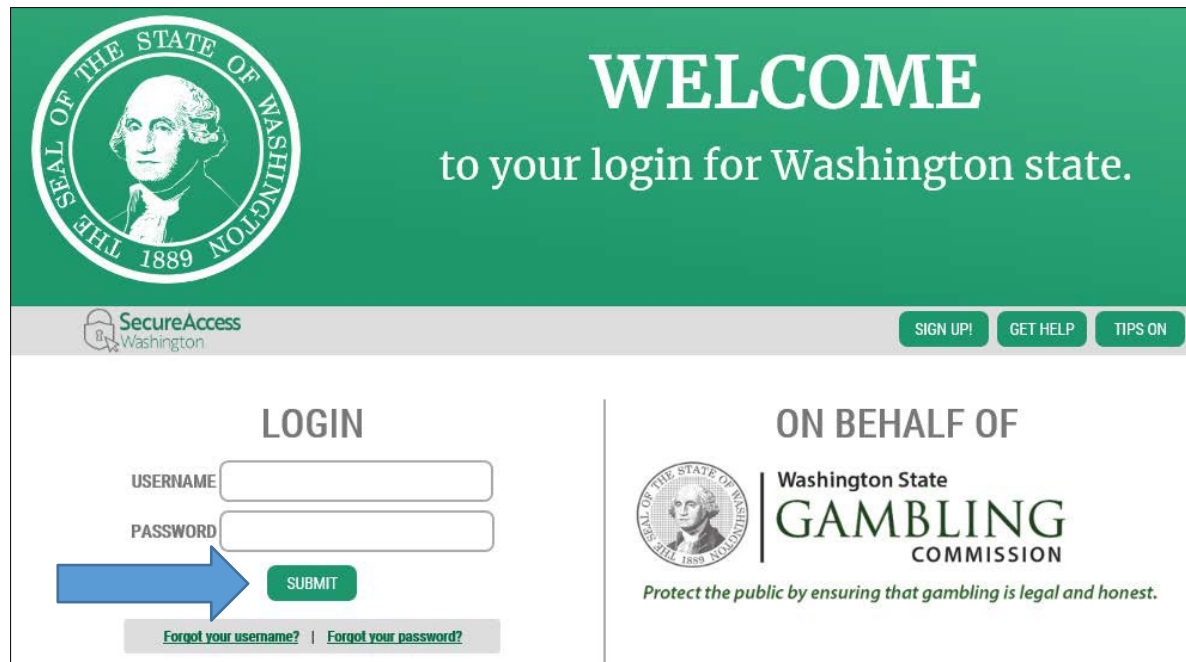 THE SEAL OF THE STATE OF WASHINGTON
1889
WELCOME
to your login for Washington state.
SecureAccess
Washington
SIGN UP!
GET HELP
TIPS ON
LOGIN
USERNAME
PASSWORD
SUBMIT
Forgot your username? | Forgot your password?
ON BEHALF OF
THE SEAL OF THE STATE OF WASHINGTON
1889
Washington State
GAMBLING
COMMISSION
Protect the public by ensuring that gambling is legal and honest.